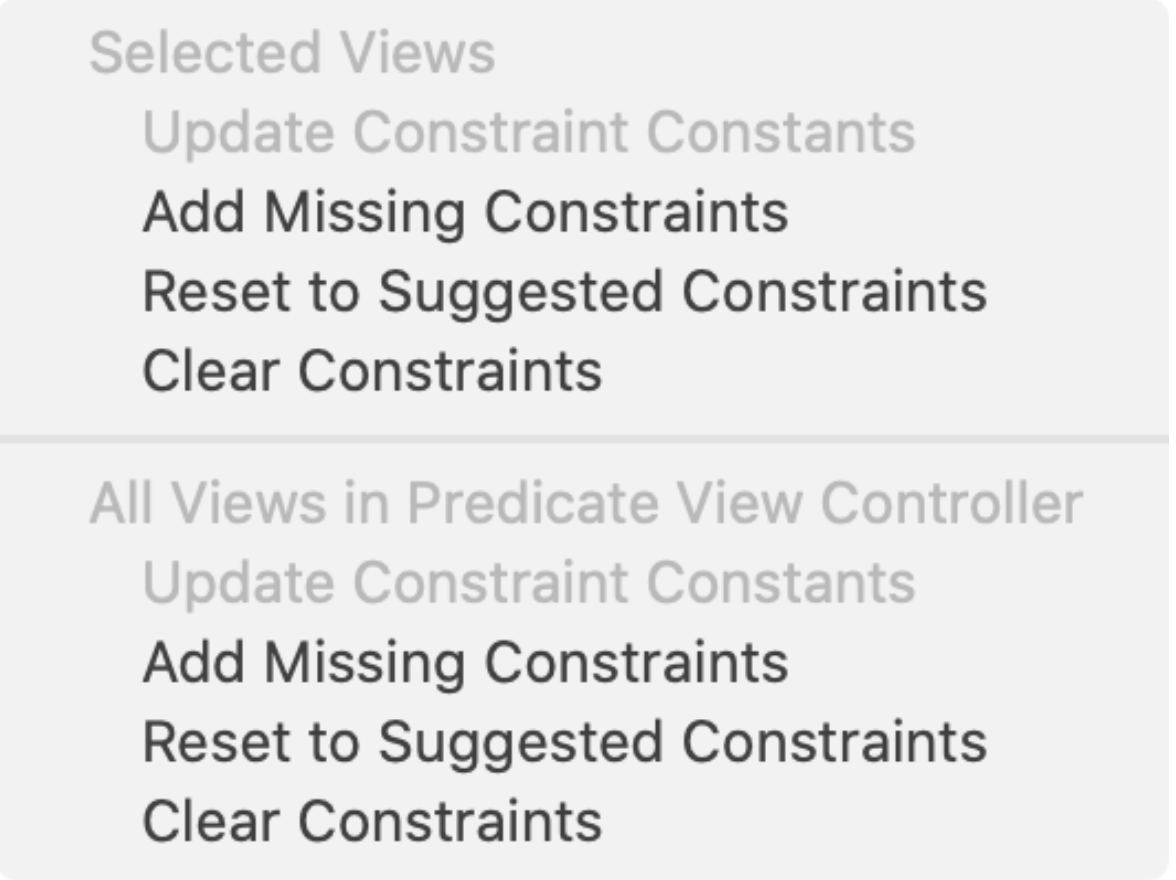 Selected Views
Update Constraint Constants
Add Missing Constraints
Reset to Suggested Constraints
Clear Constraints
All Views in Predicate View Controller
Update Constraint Constants
Add Missing Constraints
Reset to Suggested Constraints
Clear Constraints